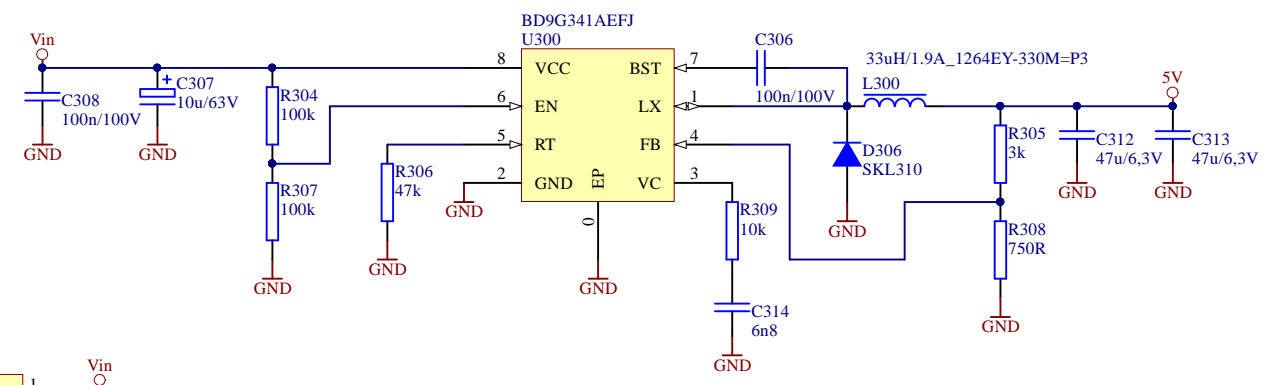 BD9G341AEFJ
U300
Vin
C308
100n/100V
GND
+
C307
10u/63V
GND
R304
100k
R307
100k
GND
R306
47k
GND
8
VCC
6
EN
5
RT
2
GND
GND
EP
0
GND
BST
7
LX
1
FB
4
VC
3
C306
100n/100V
33uH/1.9A_1264EY-330M=P3
L300
D306
SKL310
GND
R309
10k
C314
6n8
GND
R305
3k
R308
750R
GND
C312
47u/6,3V
GND
5V
C313
47u/6,3V
GND
Vin
1